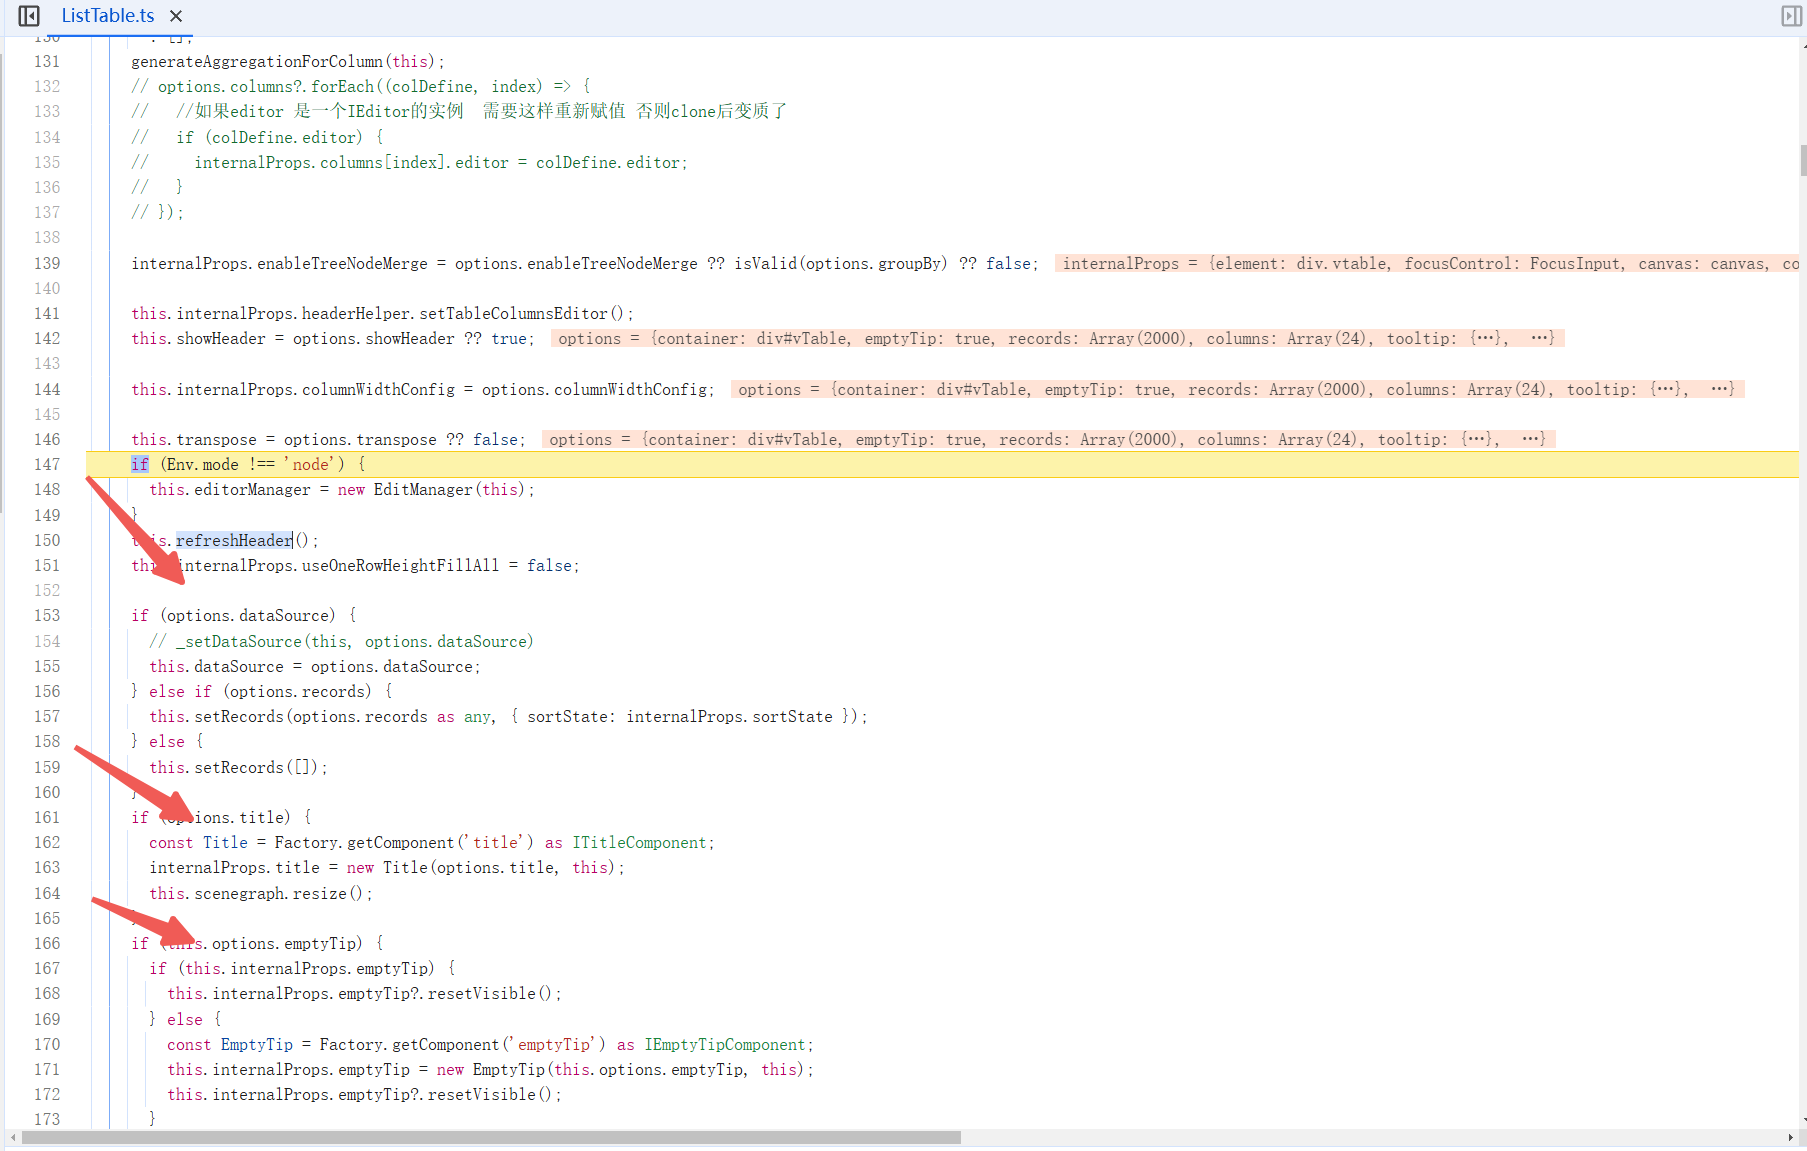 ListTable.ts
130 : [];
131 generateAggregationForColumn(this);
132 // options.columns?.forEach((colDefine, index) => {
133 //   //如果editor 是一个IEditor的实例  需要这样重新赋值 否则clone后变质了
134 //   if (colDefine.editor) {
135 //     internalProps.columns[index].editor = colDefine.editor;
136 //   }
137 // });
138
139 internalProps.enableTreeNodeMerge = options.enableTreeNodeMerge ?? isValid(options.groupBy) ?? false; internalProps = {element: div.vtable, focusControl: FocusInput, canvas: canvas, co
140
141 this.internalProps.headerHelper.setTableColumnsEditor();
142 this.showHeader = options.showHeader ?? true; options = {container: div#vTable, emptyTip: true, records: Array(2000), columns: Array(24), tooltip: {…}, …}
143
144 this.internalProps.columnWidthConfig = options.columnWidthConfig; options = {container: div#vTable, emptyTip: true, records: Array(2000), columns: Array(24), tooltip: {…}, …}
145
146 this.transpose = options.transpose ?? false; options = {container: div#vTable, emptyTip: true, records: Array(2000), columns: Array(24), tooltip: {…}, …}
147 if (Env.mode !== 'node') {
148   this.editorManager = new EditManager(this);
149 }
150 this.refreshHeader();
151 this.internalProps.useOneRowHeightFillAll = false;
152
153 if (options.dataSource) {
154   // _setDataSource(this, options.dataSource)
155   this.dataSource = options.dataSource;
156 } else if (options.records) {
157   this.setRecords(options.records as any, { sortState: internalProps.sortState });
158 } else {
159   this.setRecords([]);
160 }
161 if (options.title) {
162   const Title = Factory.getComponent('title') as ITitleComponent;
163   internalProps.title = new Title(options.title, this);
164   this.scenegraph.resize();
165 }
166 if (this.options.emptyTip) {
167   if (this.internalProps.emptyTip) {
168     this.internalProps.emptyTip?.resetVisible();
169   } else {
170     const EmptyTip = Factory.getComponent('emptyTip') as IEmptyTipComponent;
171     this.internalProps.emptyTip = new EmptyTip(this.options.emptyTip, this);
172     this.internalProps.emptyTip?.resetVisible();
173   }